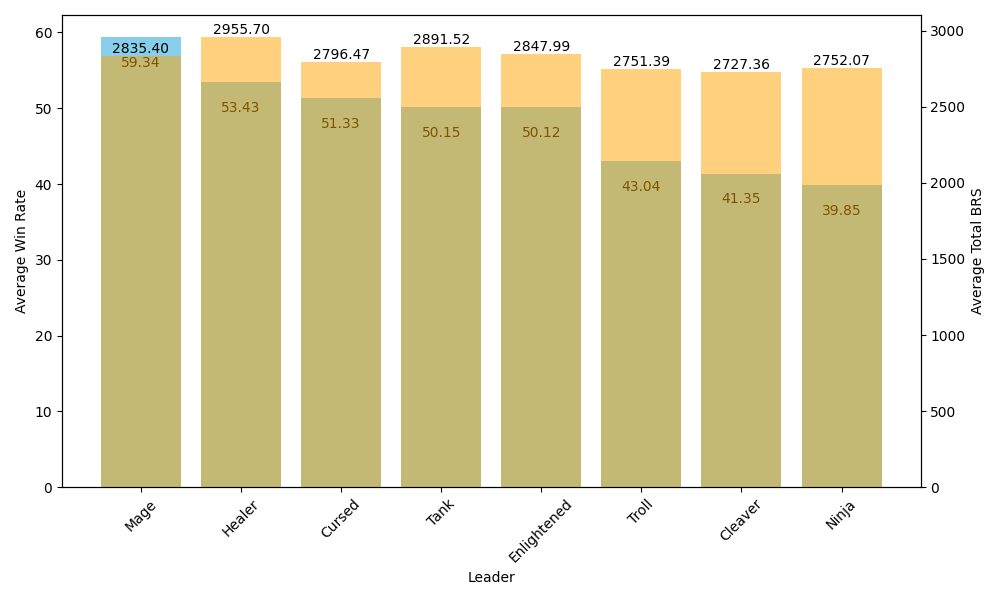 60
50
40
30
20
10
0
Average Win Rate
2835.40
2955.70
2796.47
2891.52
2847.99
2751.39
2727.36
2752.07
59.34
53.43
51.33
50.15
50.12
43.04
41.35
39.85
3000
2500
2000
1500
1000
500
0
Average Total BRS
Mage
Healer
Cursed
Tank
Enlightened
Troll
Cleaver
Ninja
Leader